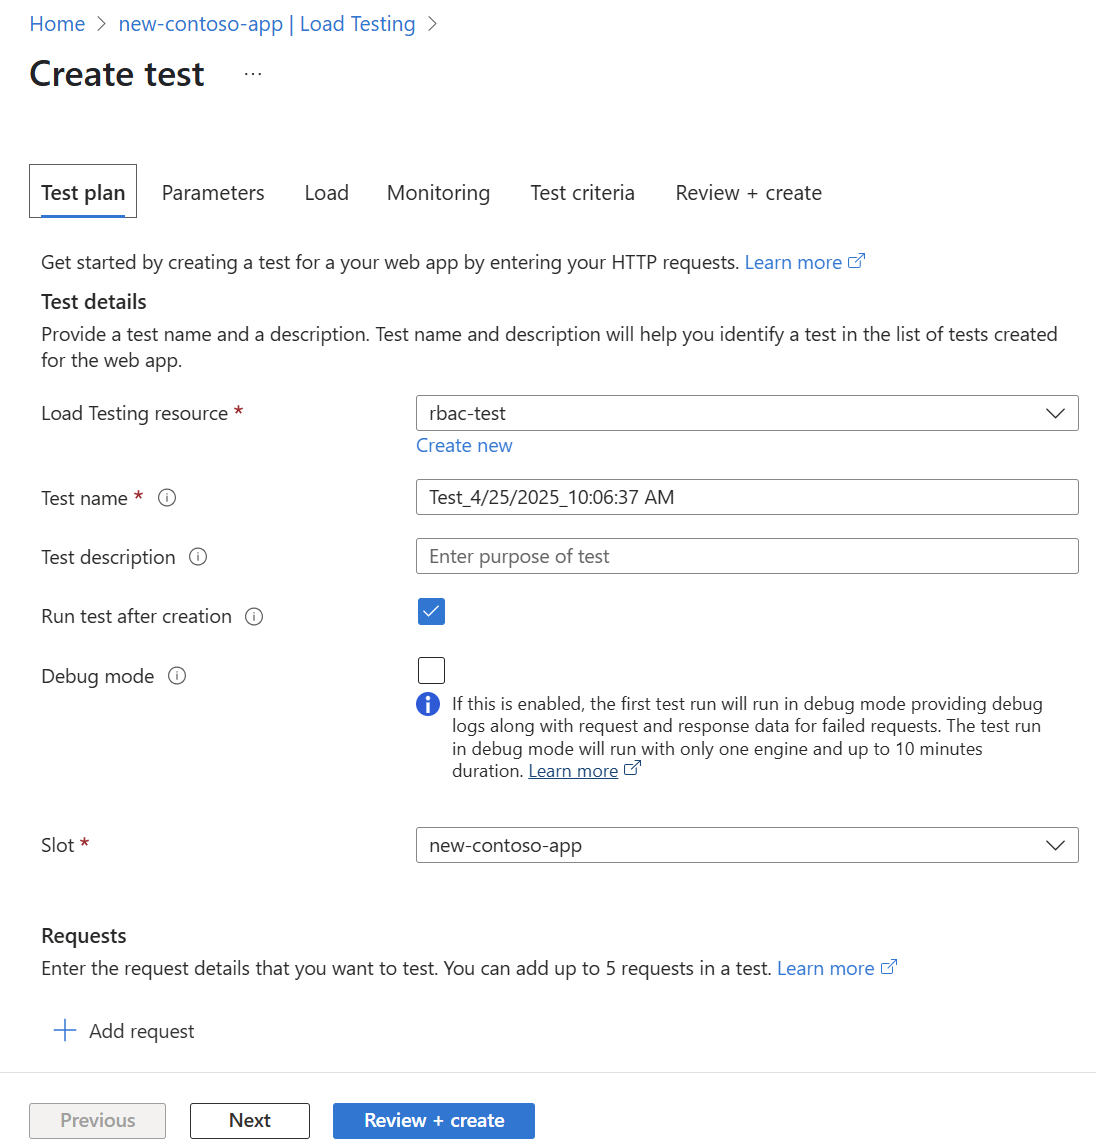 Home > new-contoso-app | Load Testing >
Create test ...
Test plan Parameters Load Monitoring Test criteria Review + create
Get started by creating a test for a your web app by entering your HTTP requests. Learn more
Test details
Provide a test name and a description. Test name and description will help you identify a test in the list of tests created
for the web app.
Load Testing resource * rbac-test
Create new
Test name * Test_4/25/2025_10:06:37 AM
Test description Enter purpose of test
Run test after creation
Debug mode
If this is enabled, the first test run will run in debug mode providing debug
logs along with request and response data for failed requests. The test run
in debug mode will run with only one engine and up to 10 minutes
duration. Learn more
Slot * new-contoso-app
Requests
Enter the request details that you want to test. You can add up to 5 requests in a test. Learn more
+ Add request
Previous Next Review + create